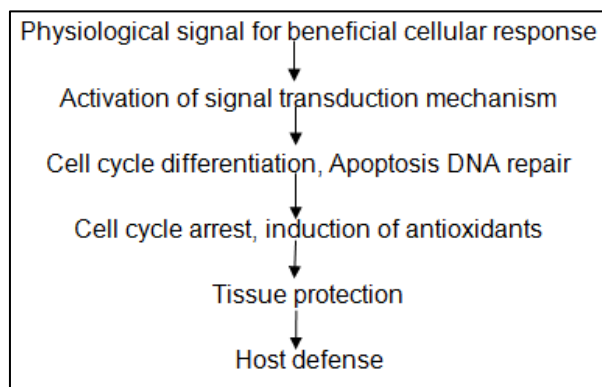 Physiological signal for beneficial cellular response
Activation of signal transduction mechanism
Cell cycle differentiation, Apoptosis DNA repair
Cell cycle arrest, induction of antioxidants
Tissue protection
Host defense